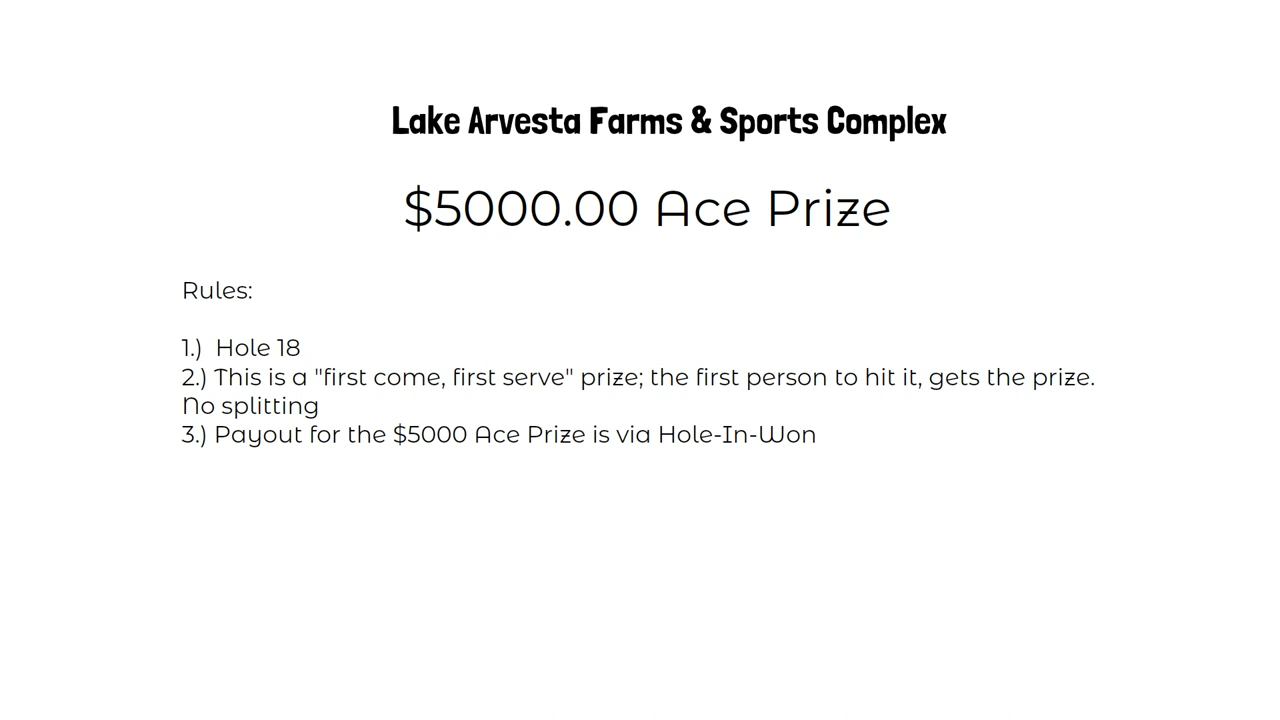 Lake Arvesta Farms & Sports Complex
$5000.00 Ace Prize
Rules:
1.)  Hole 18
2.) This is a "first come, first serve" prize; the first person to hit it, gets the prize.
No splitting
3.) Payout for the $5000 Ace Prize is via Hole-In-Won